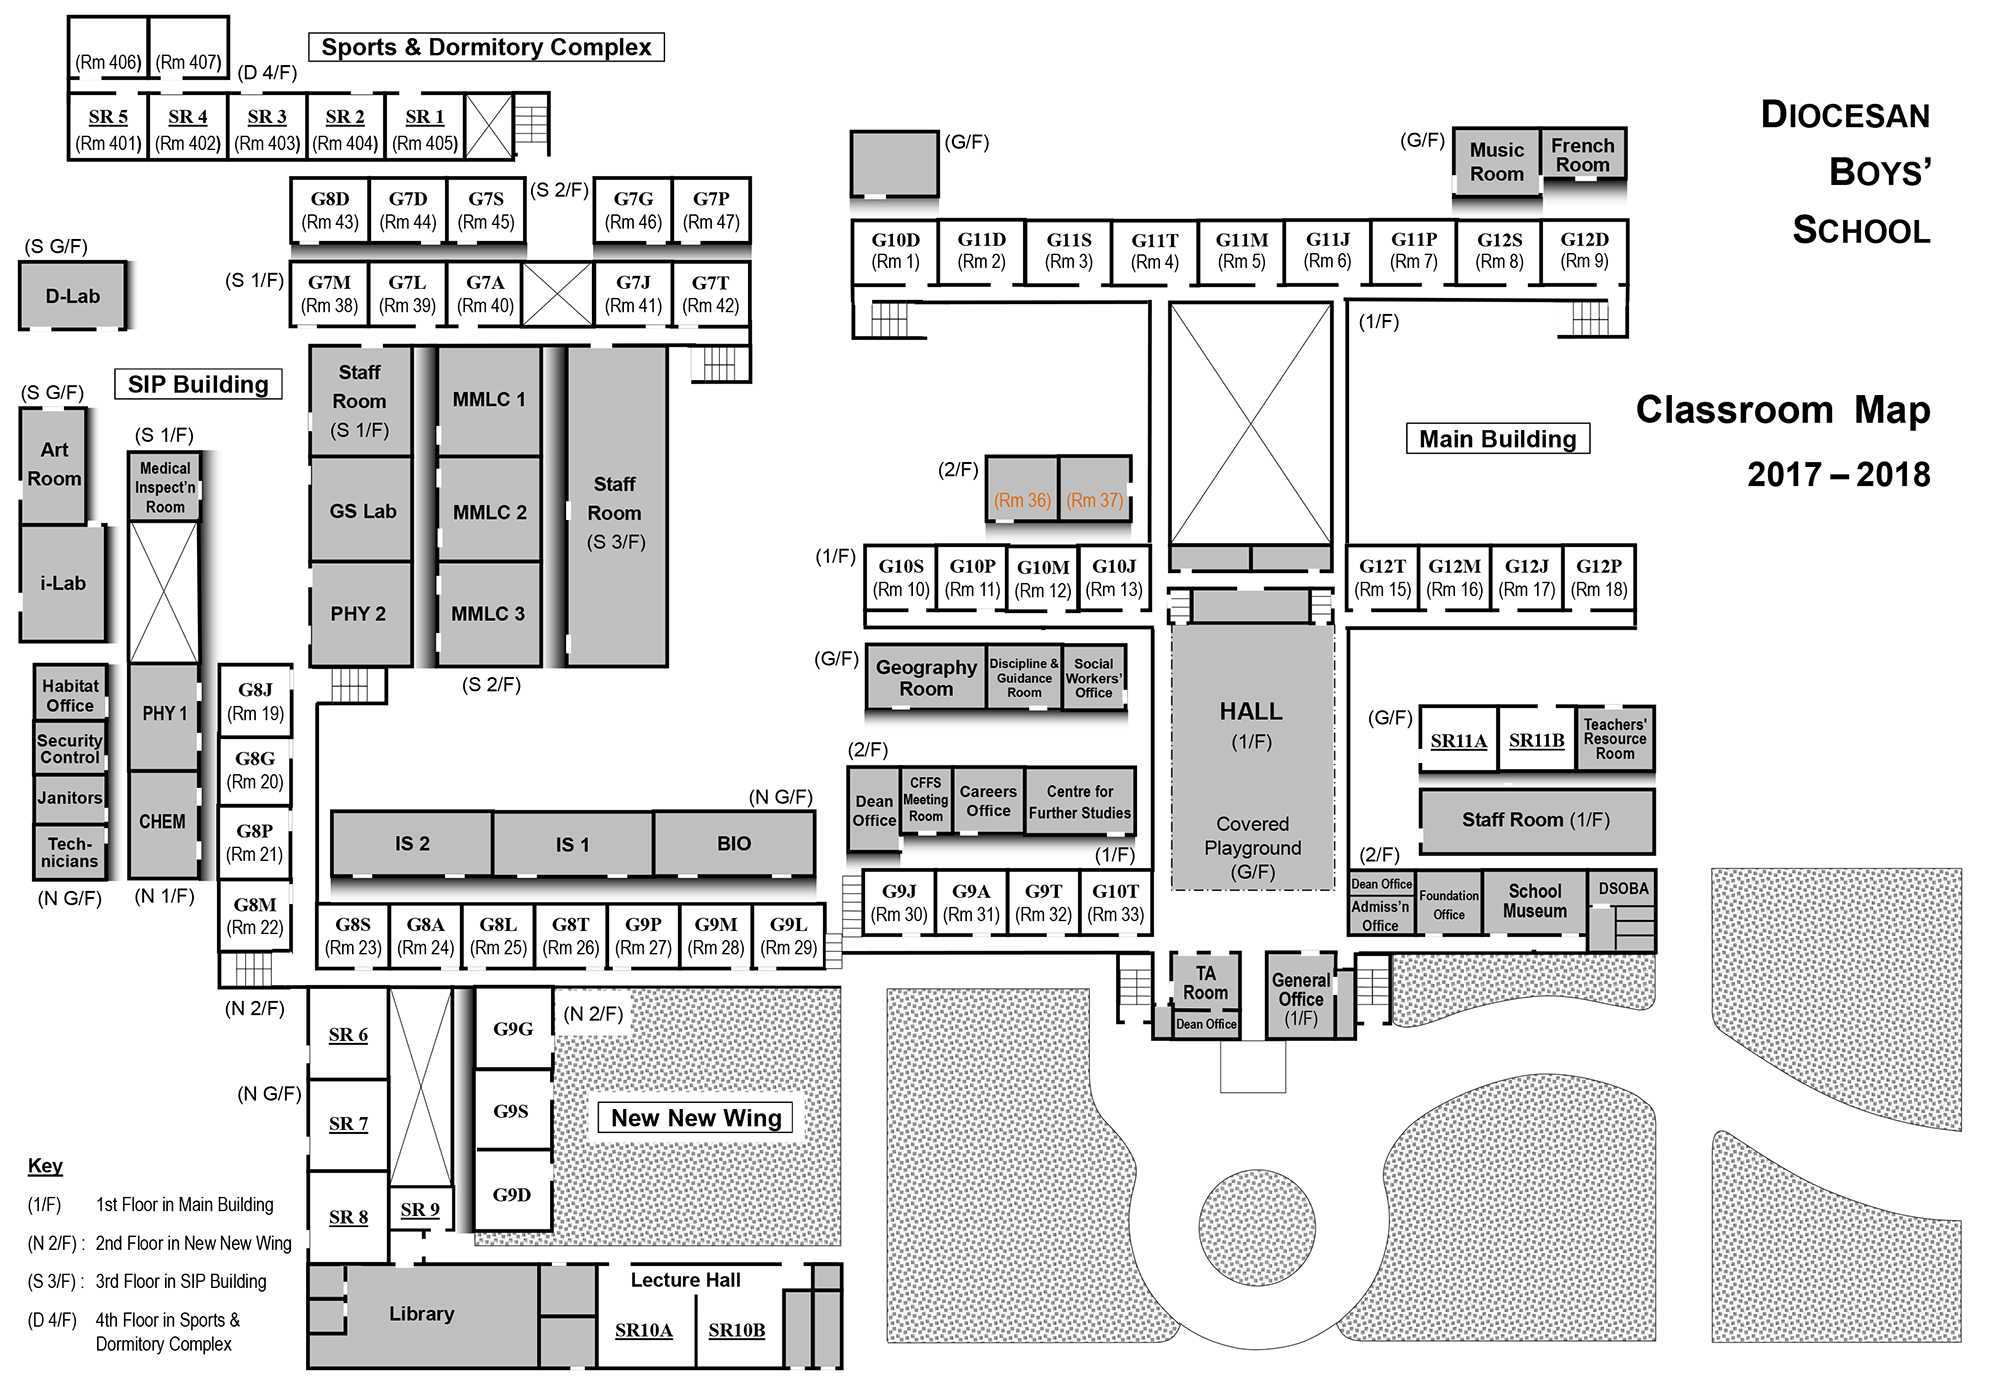 Sports & Dormitory Complex
(Rm 406)
(Rm 407)
(D 4/F)
SR 5
(Rm 401)
SR 4
(Rm 402)
SR 3
(Rm 403)
SR 2
(Rm 404)
SR 1
(Rm 405)
DIOCESAN
BOYS’
SCHOOL
Classroom Map
2017 – 2018
G8D
(Rm 43)
G7D
(Rm 44)
G7S
(Rm 45)
(S 2/F)
G7G
(Rm 46)
G7P
(Rm 47)
(S 1/F)
G7M
(Rm 38)
G7L
(Rm 39)
G7A
(Rm 40)
G7J
(Rm 41)
G7T
(Rm 42)
(S G/F)
D-Lab
SIP Building
(S G/F)
Art
Room
i-Lab
(S 1/F)
Medical
Inspect'n
Room
Staff
Room
(S 1/F)
GS Lab
PHY 2
MMLC 1
MMLC 2
MMLC 3
(S 2/F)
Staff
Room
(S 3/F)
Habitat
Office
Security
Control
Janitors
Tech-
nicians
(N G/F)
PHY 1
CHEM
(N 1/F)
G8J
(Rm 19)
G8G
(Rm 20)
G8P
(Rm 21)
G8M
(Rm 22)
(N 2/F)
(N G/F)
IS 2
IS 1
BIO
G8S
(Rm 23)
G8A
(Rm 24)
G8L
(Rm 25)
G8T
(Rm 26)
G9P
(Rm 27)
G9M
(Rm 28)
G9L
(Rm 29)
(G/F)
(G/F)
Music
Room
French
Room
G10D
(Rm 1)
G11D
(Rm 2)
G11S
(Rm 3)
G11T
(Rm 4)
G11M
(Rm 5)
G11J
(Rm 6)
G11P
(Rm 7)
G12S
(Rm 8)
G12D
(Rm 9)
(1/F)
Main Building
(2/F)
(Rm 36)
(Rm 37)
(1/F)
G10S
(Rm 10)
G10P
(Rm 11)
G10M
(Rm 12)
G10J
(Rm 13)
G12T
(Rm 15)
G12M
(Rm 16)
G12J
(Rm 17)
G12P
(Rm 18)
(G/F)
Geography
Room
Discipline &
Guidance
Room
Social
Workers'
Office
HALL
(1/F)
Covered
Playground
(G/F)
(G/F)
SR11A
SR11B
Teachers'
Resource
Room
(2/F)
Dean
Office
CFFS
Meeting
Room
Careers
Office
Centre for
Further Studies
(1/F)
Staff Room (1/F)
(2/F)
G9J
(Rm 30)
G9A
(Rm 31)
G9T
(Rm 32)
G10T
(Rm 33)
Dean Office
Admiss'n
Office
Foundation
Office
School
Museum
DSOBA
TA
Room
Dean Office
General
Office
(1/F)
SR 6
(N G/F)
SR 7
SR 8
SR 9
G9G
(N 2/F)
G9S
G9D
New New Wing
Library
Lecture Hall
SR10A
SR10B
Key
(1/F) 1st Floor in Main Building
(N 2/F) : 2nd Floor in New New Wing
(S 3/F) : 3rd Floor in SIP Building
(D 4/F) 4th Floor in Sports &
Dormitory Complex